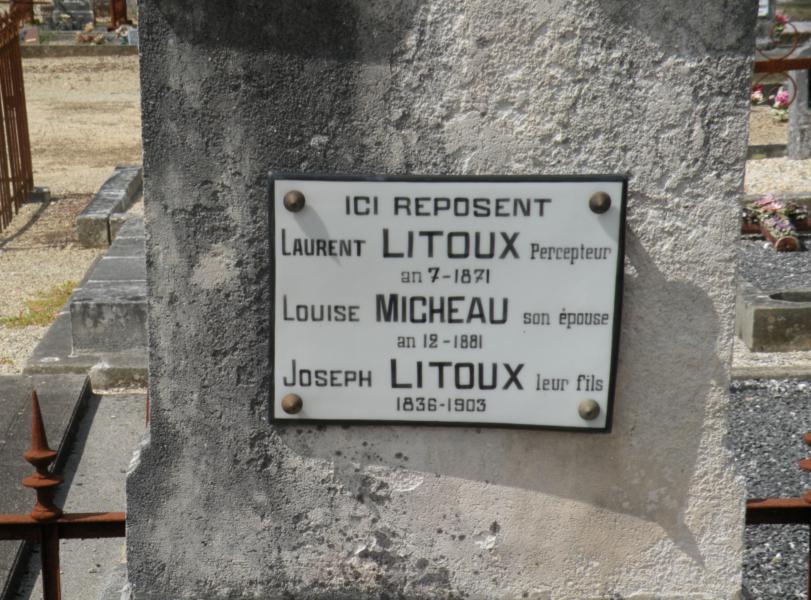 ICI REPOSENT
LAURENT LITOUX Percepteur
an 7-1871
LOUISE MICHEAU son épouse
an 12-1881
JOSEPH LITOUX leur fils
1836-1903